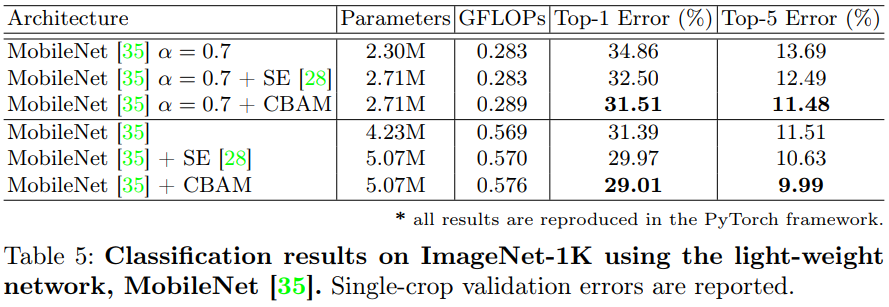 Architecture Parameters GFLOPs Top-1 Error (%) Top-5 Error (%)
MobileNet [35] α = 0.7 2.30M 0.283 34.86 13.69
MobileNet [35] α = 0.7 + SE [28] 2.71M 0.283 32.50 12.49
MobileNet [35] α = 0.7 + CBAM 2.71M 0.289 31.51 11.48
MobileNet [35] 4.23M 0.569 31.39 11.51
MobileNet [35] + SE [28] 5.07M 0.570 29.97 10.63
MobileNet [35] + CBAM 5.07M 0.576 29.01 9.99
* all results are reproduced in the PyTorch framework.
Table 5: Classification results on ImageNet-1K using the light-weight
network, MobileNet [35]. Single-crop validation errors are reported.